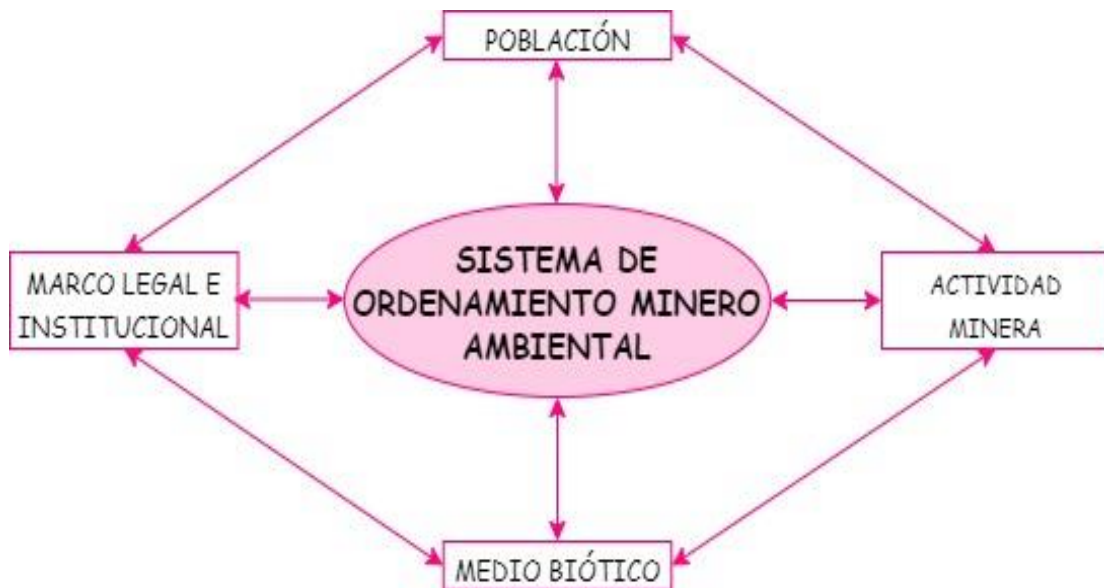 POBLACIÓN
MARCO LEGAL E
INSTITUCIONAL
SISTEMA DE
ORDENAMIENTO MINERO
AMBIENTAL
ACTIVIDAD
MINERA
MEDIO BIÓTICO